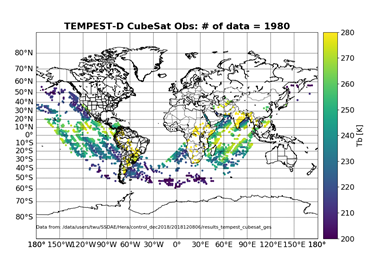 TEMPEST-D CubeSat Obs: # of data = 1980
80°N
70°N
60°N
50°N
40°N
30°N
20°N
10°N
0°
10°S
20°S
30°S
40°S
50°S
60°S
70°S
80°S
Data from /data/users/twu/SSDAE/Hera/control_dec2018/2018120806/results_tempest_cubesat_ges
180° 150°W 120°W 90°W 60°W 30°W 0° 30°E 60°E 90°E 120°E 150°E 180°
280
270
260
250
240
230
220
210
200
Tb [K]